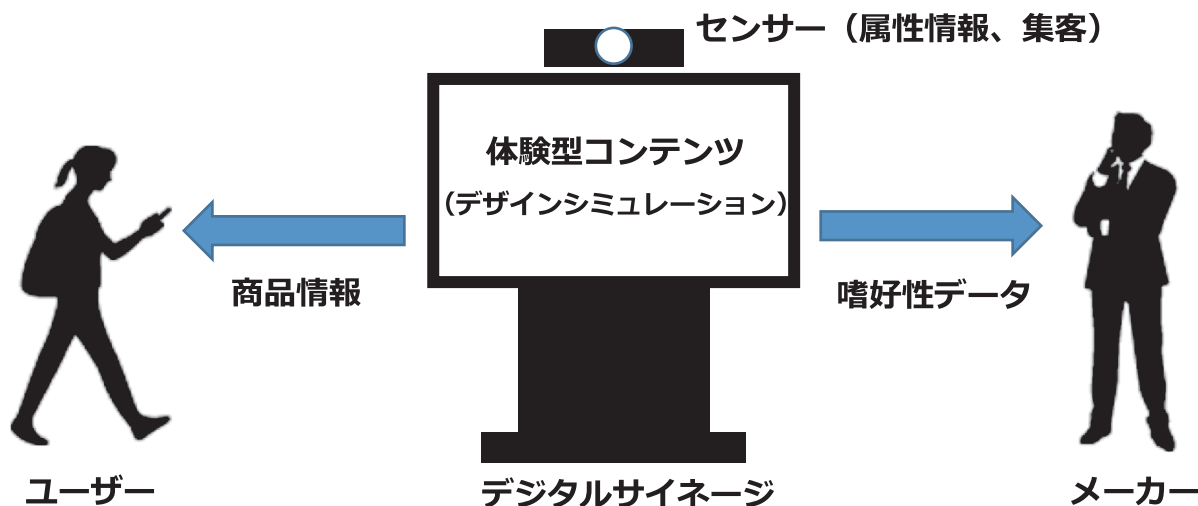 センサー（属性情報、集客）
体験型コンテンツ
（デザインシミュレーション）
商品情報
嗜好性データ
ユーザー
デジタルサイネージ
メーカー